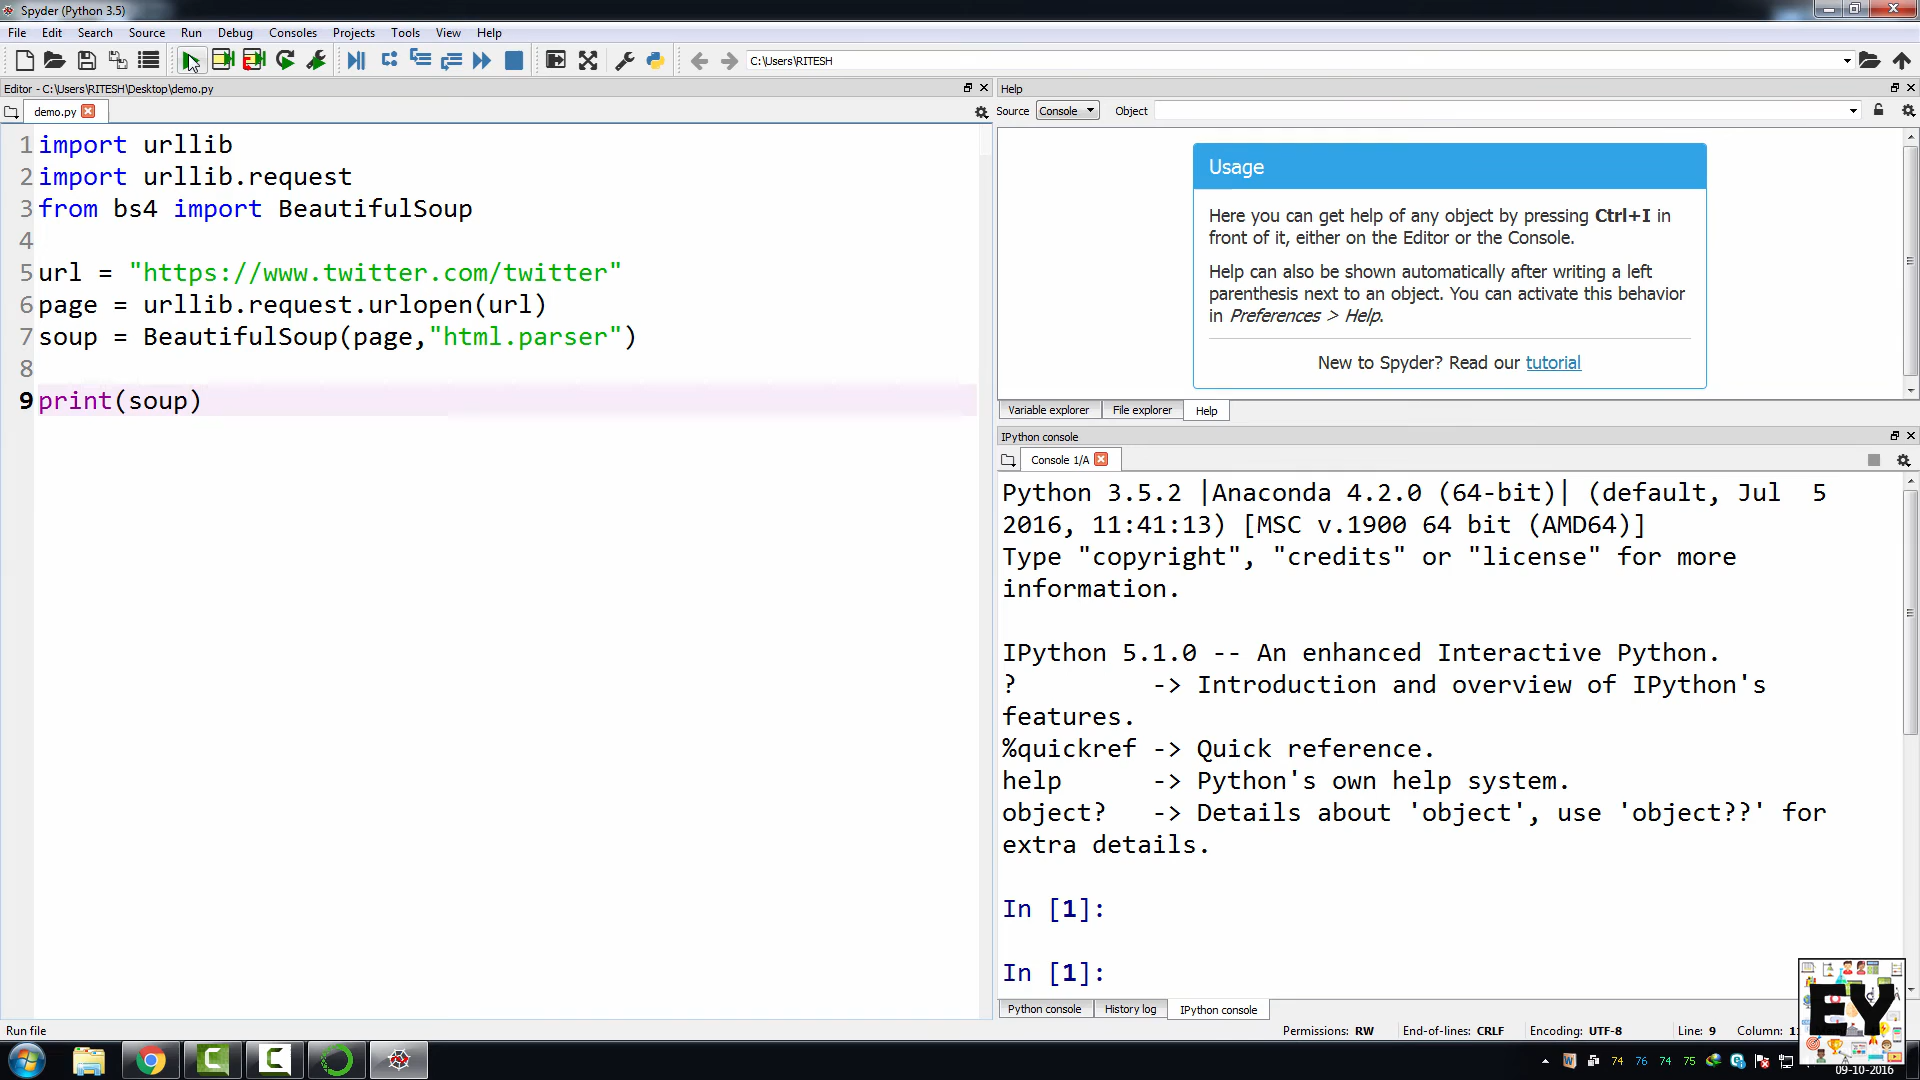 Spyder (Python 3.5)
File Edit Search Source Run Debug Consoles Projects Tools View Help
C:\Users\RITESH
Editor - C:\Users\RITESH\Desktop\demo.py
demo.py
1 import urllib
2 import urllib.request
3 from bs4 import BeautifulSoup
4
5 url = "https://www.twitter.com/twitter"
6 page = urllib.request.urlopen(url)
7 soup = BeautifulSoup(page,"html.parser")
8
9 print(soup)
Help
Source Console Object
Usage
Here you can get help of any object by pressing Ctrl+I in
front of it, either on the Editor or the Console.
Help can also be shown automatically after writing a left
parenthesis next to an object. You can activate this behavior
in Preferences > Help.
New to Spyder? Read our tutorial
Variable explorer File explorer Help
IPython console
Console 1/A
Python 3.5.2 |Anaconda 4.2.0 (64-bit)| (default, Jul  5
2016, 11:41:13) [MSC v.1900 64 bit (AMD64)]
Type "copyright", "credits" or "license" for more
information.
IPython 5.1.0 -- An enhanced Interactive Python.
?         -> Introduction and overview of IPython's
features.
%quickref -> Quick reference.
help      -> Python's own help system.
object?   -> Details about 'object', use 'object??' for
extra details.
In [1]:
In [1]:
Python console History log IPython console
Run file
Permissions: RW End-of-lines: CRLF Encoding: UTF-8 Line: 9 Column:
EY
74 76 74 75
09-10-2016